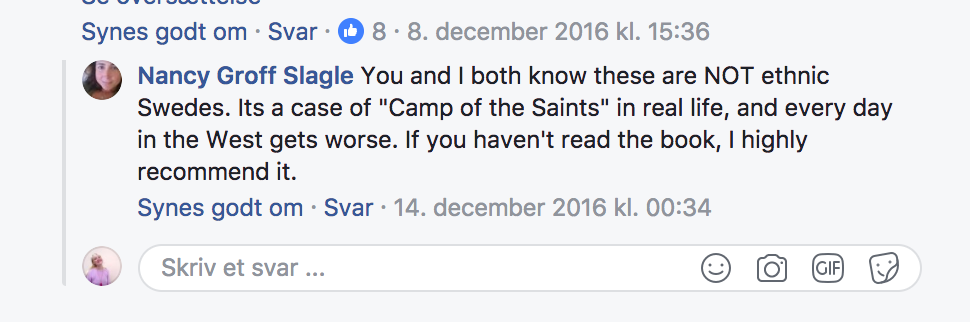 Se oversættelse
Synes godt om · Svar · 8 · 8. december 2016 kl. 15:36
Nancy Groff Slagle You and I both know these are NOT ethnic
Swedes. Its a case of "Camp of the Saints" in real life, and every day
in the West gets worse. If you haven't read the book, I highly
recommend it.
Synes godt om · Svar · 14. december 2016 kl. 00:34
Skriv et svar ...
GIF